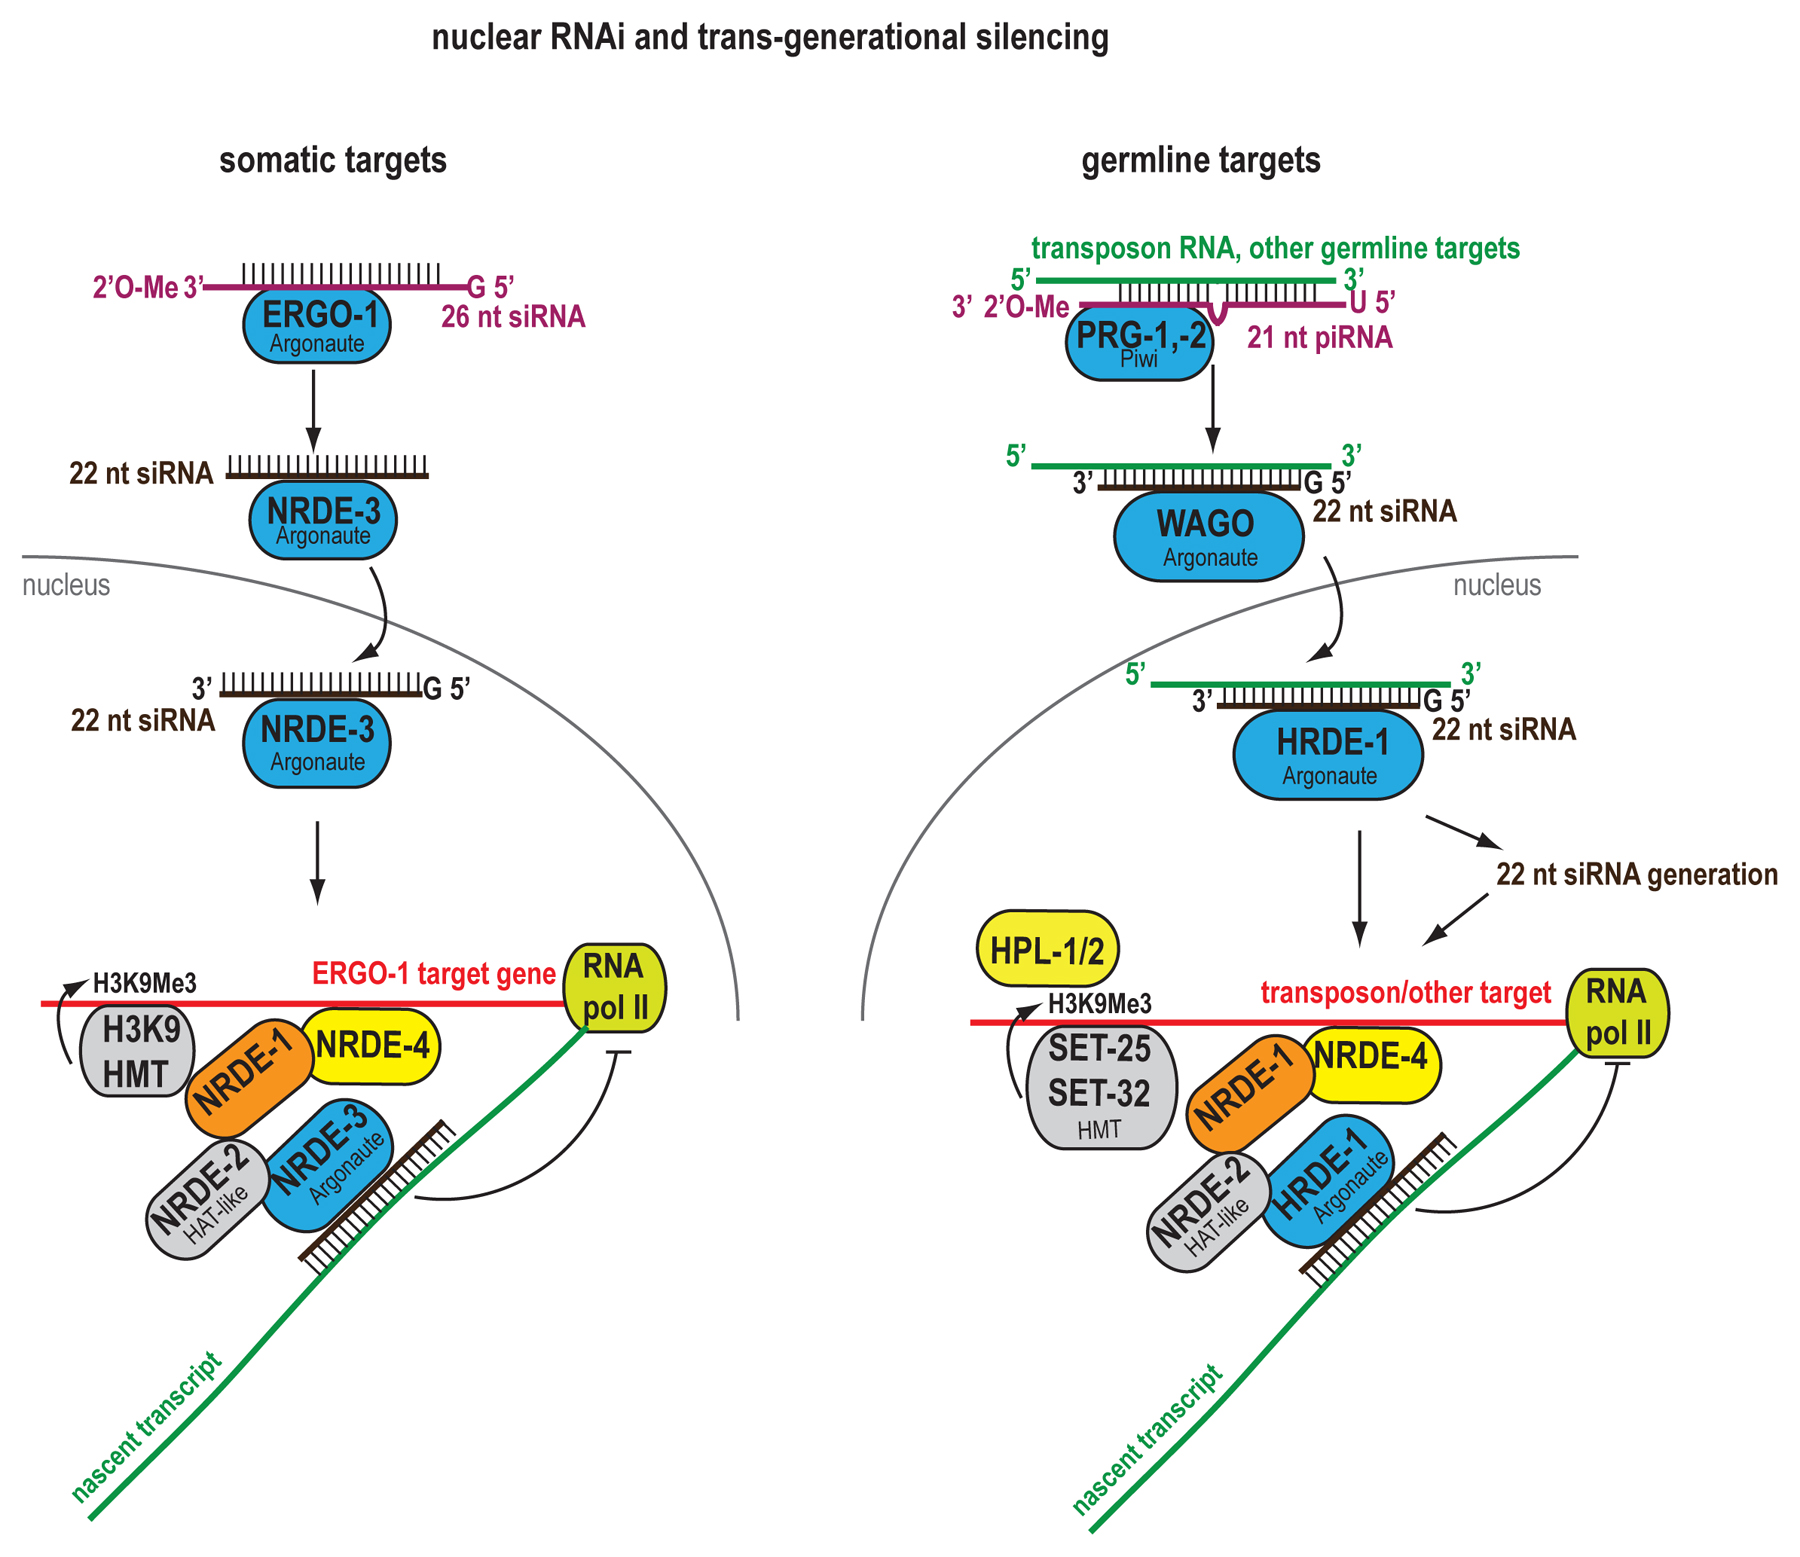 nuclear RNAi and trans-generational silencing
somatic targets
2’O-Me 3’
G 5’
ERGO-1
Argonaute
26 nt siRNA
22 nt siRNA
NRDE-3
Argonaute
nucleus
3’
G 5’
22 nt siRNA
NRDE-3
Argonaute
ERGO-1 target gene
RNA
pol II
H3K9Me3
H3K9
HMT
NRDE-1
NRDE-4
NRDE-2
HAT-like
NRDE-3
Argonaute
nascent transcript
germline targets
transposon RNA, other germline targets
5’
3’
3’ 2’O-Me
U 5’
PRG-1,-2
Piwi
21 nt piRNA
5’
3’
3’
G 5’
22 nt siRNA
WAGO
Argonaute
nucleus
5’
3’
3’
G 5’
22 nt siRNA
HRDE-1
Argonaute
22 nt siRNA generation
HPL-1/2
H3K9Me3
transposon/other target
RNA
pol II
SET-25
SET-32
HMT
NRDE-1
NRDE-4
NRDE-2
HAT-like
HRDE-1
Argonaute
nascent transcript